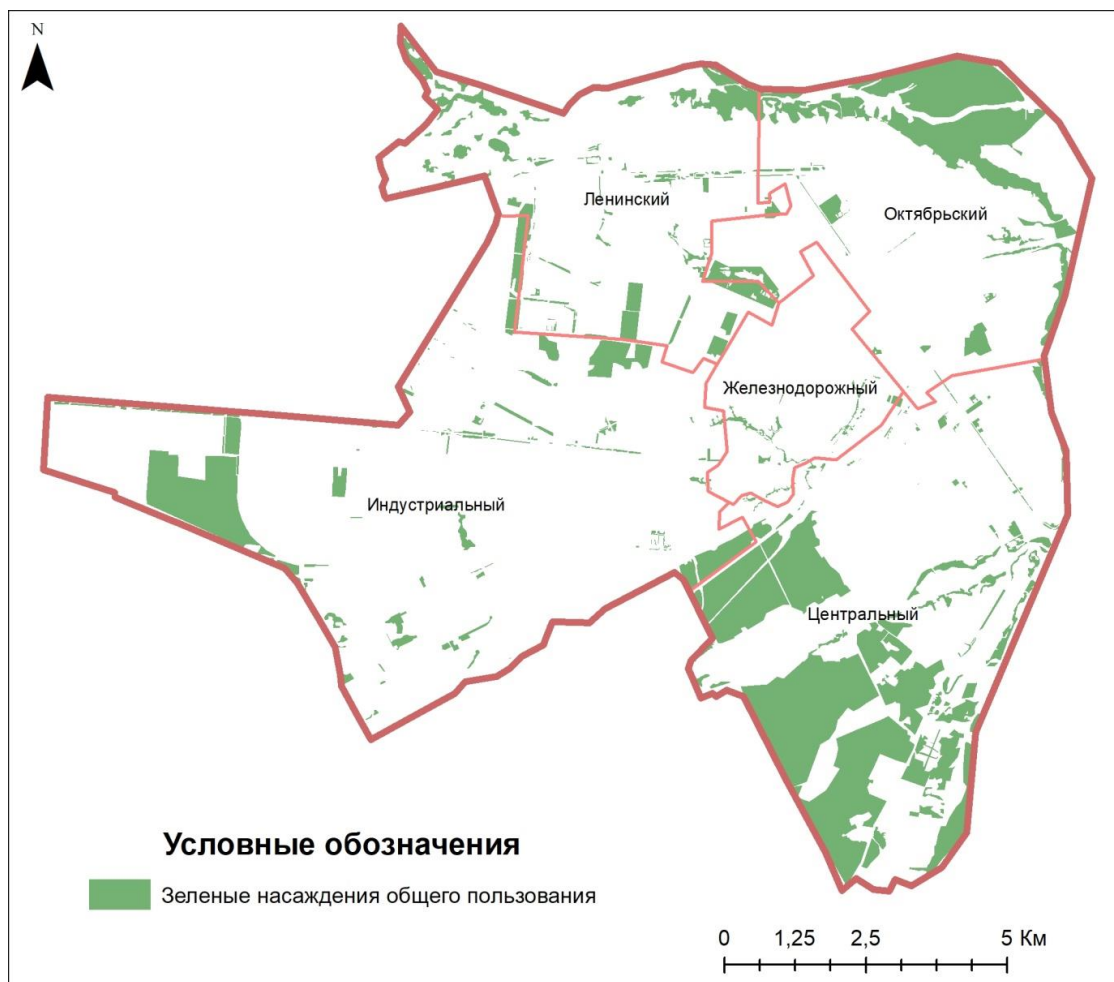 N
Ленинский
Октябрьский
Железнодорожный
Индустриальный
Центральный
Условные обозначения
Зеленые насаждения общего пользования
0 1,25 2,5 5 Км